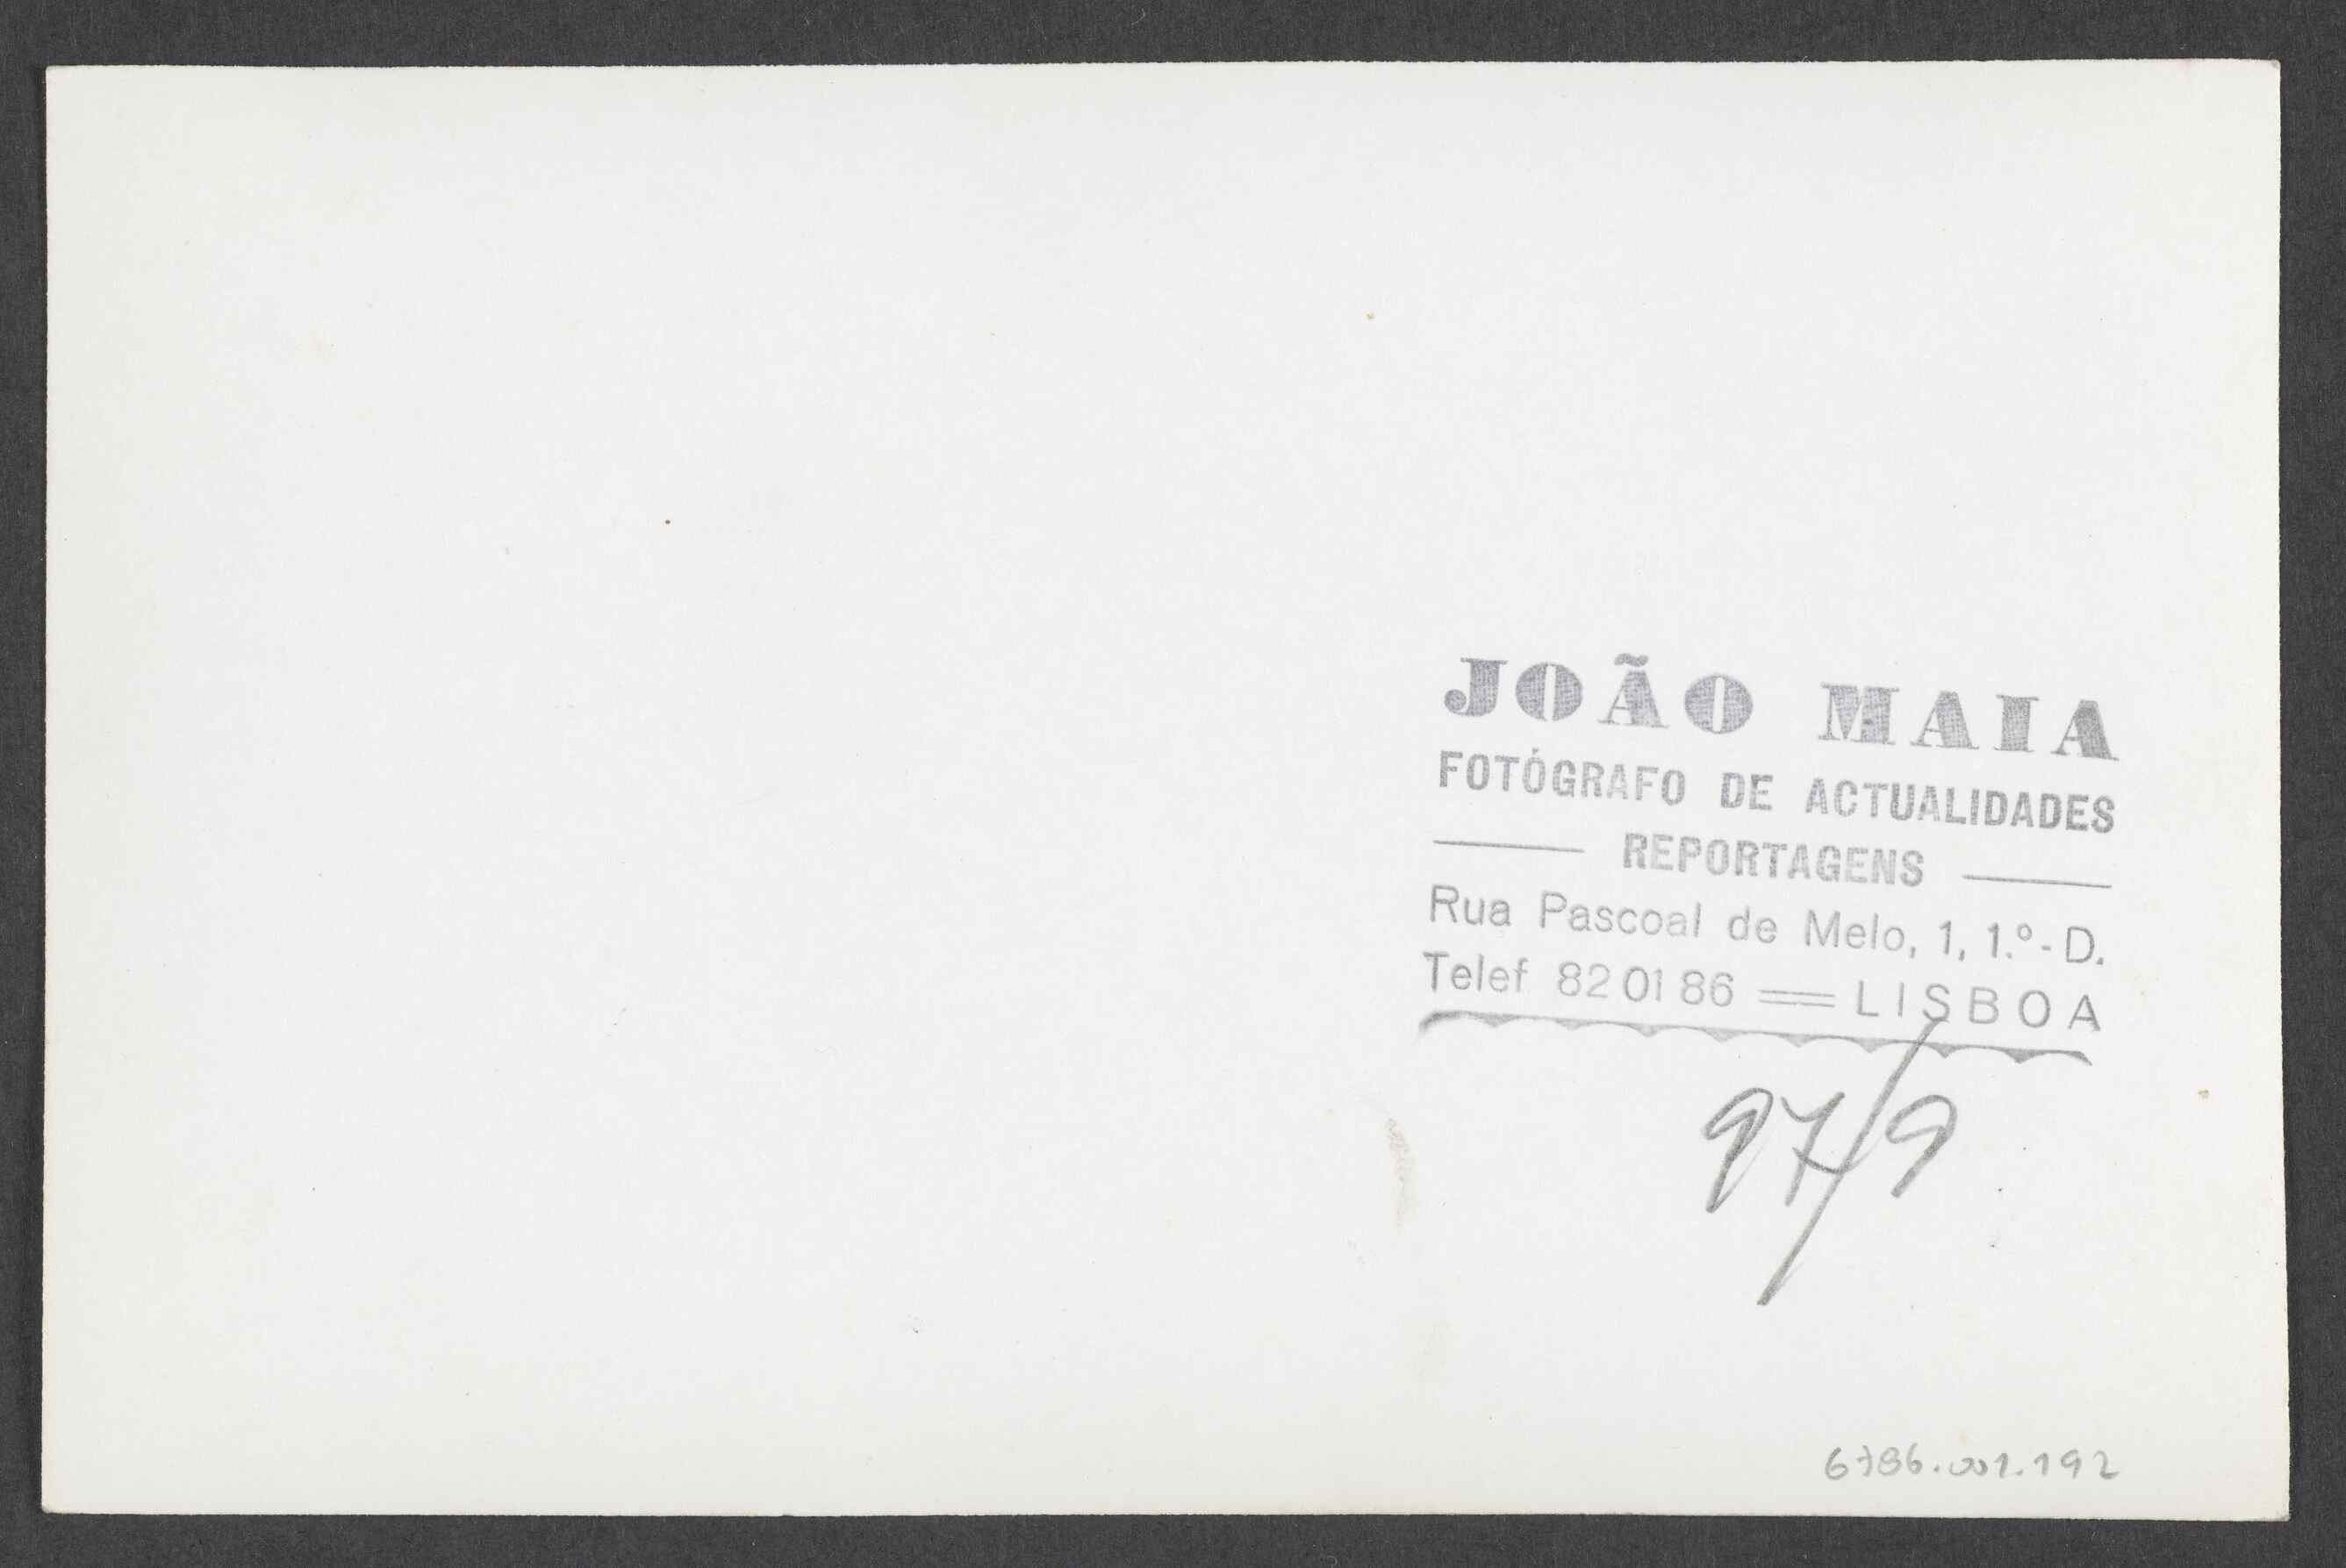 JOÃO MAIA
FOTÓGRAFO DE ACTUALIDADES
REPORTAGENS
Rua Pascoal de Melo, 1, 1.º - D.
Telef 82 01 86 == LISBOA
97/9
6786.001.192